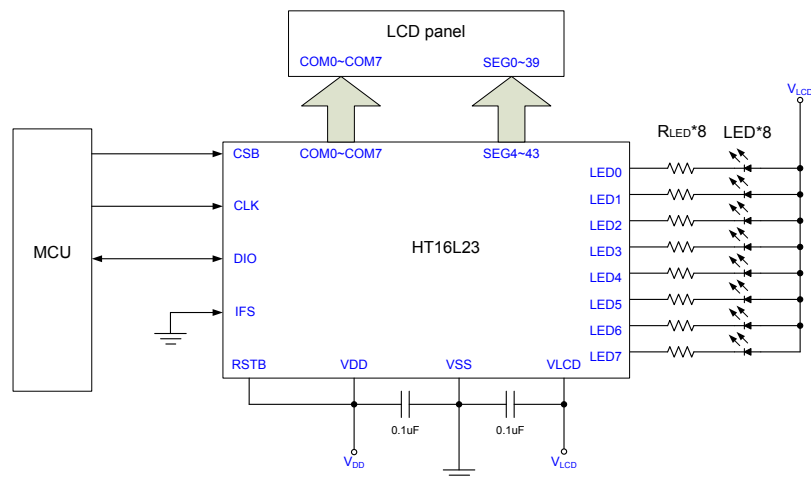 LCD panel
COM0~COM7 SEG0~39
VLCD
RLED*8 LED*8
CSB COM0~COM7 SEG4~43
LED0
LED1
CLK
LED2
MCU HT16L23
LED3
DIO
LED4
LED5
IFS
LED6
LED7
RSTB VDD VSS VLCD
0.1uF 0.1uF
VDD VLCD